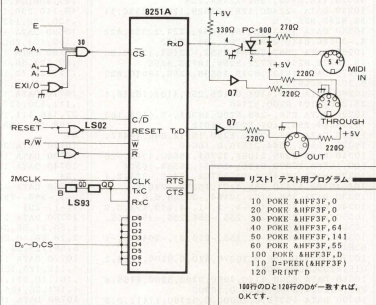 8251A
E
30
A₁～A₅
CS
A₆
A₇
EXI/O
RxD
+5V
330Ω
PC-900
270Ω
4
5
2
1
5 4
MIDI
IN
+5V
220Ω
220Ω
07
THROUGH
A₀
C/D
RESET
LS02
RESET
TxD
07
220Ω
220Ω
+5V
OUT
R/W
W
R
2MCLK
CLK
B
QD
QD
TxC
RxC
LS93
RTS
CTS
D₀～D₇CS
D0
D1
D2
D3
D4
D5
D6
D7
リスト1 テスト用プログラム
10 POKE &HFF3F,0
20 POKE &HFF3F,0
30 POKE &HFF3F,0
40 POKE &HFF3F,64
50 POKE &HFF3F,141
60 POKE &HFF3F,55
100 POKE &HFF3E,D
110 D=PEEK(&HFF3F)
120 PRINT D
100行のDと120行のDが一致すれば,
O.Kです.